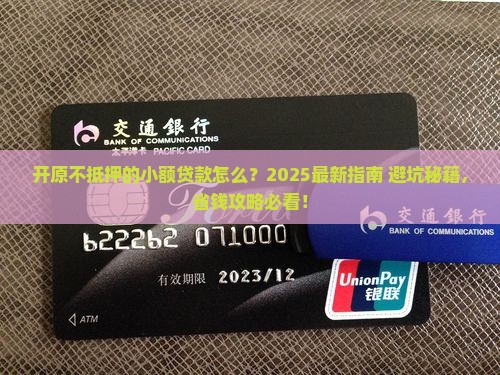 交通銀行
BANK OF COMMUNICATIONS
太平洋卡 PACIFIC CARD
开原不抵押的小额贷款怎么？2025最新指南 避坑秘籍，
省钱攻略必看！
交通銀行
BANK OF COMMUNICATIONS
622262 071000
有效期限 2023/12
UnionPay
银联
ATM